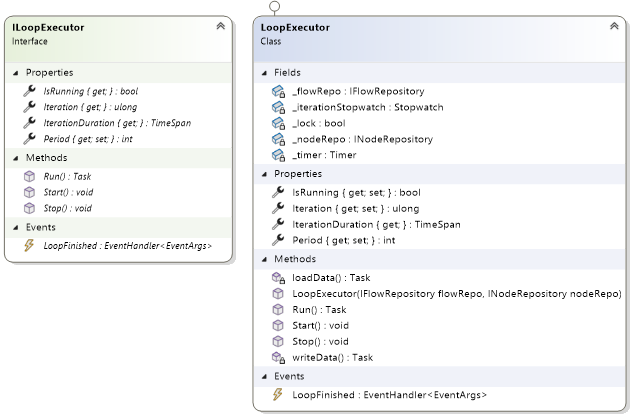 ILoopExecutor
Interface
Properties
IsRunning { get; } : bool
Iteration { get; } : ulong
IterationDuration { get; } : TimeSpan
Period { get; set; } : int
Methods
Run() : Task
Start() : void
Stop() : void
Events
LoopFinished : EventHandler<EventArgs>
LoopExecutor
Class
Fields
_flowRepo : IFlowRepository
_iterationStopwatch : Stopwatch
_lock : bool
_nodeRepo : INodeRepository
_timer : Timer
Properties
IsRunning { get; set; } : bool
Iteration { get; set; } : ulong
IterationDuration { get; set; } : TimeSpan
Period { get; set; } : int
Methods
loadData() : Task
LoopExecutor(IFlowRepository flowRepo, INodeRepository nodeRepo)
Run() : Task
Start() : void
Stop() : void
writeData() : Task
Events
LoopFinished : EventHandler<EventArgs>